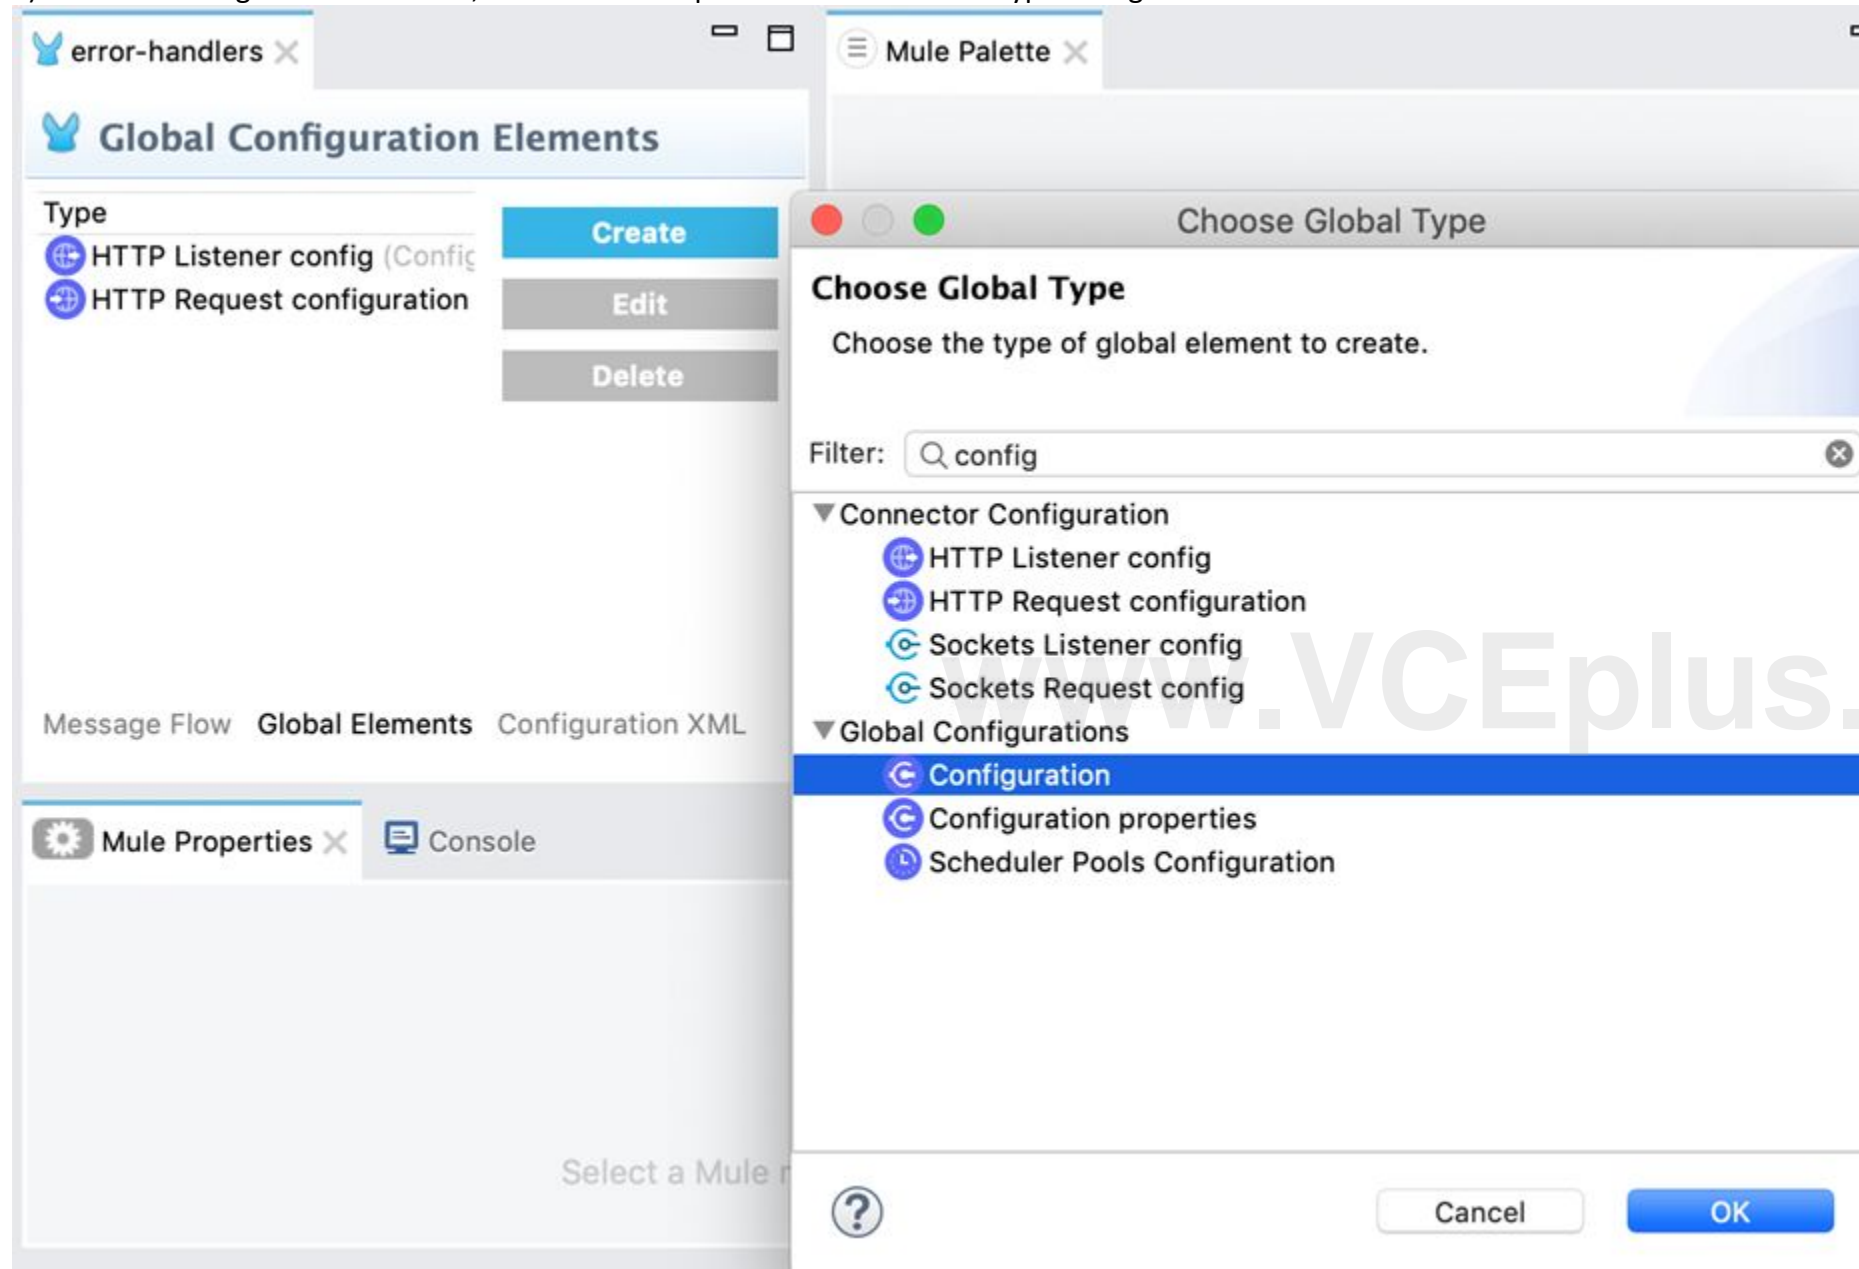 error-handlers
Mule Palette
Global Configuration Elements
Type
HTTP Listener config (Config
HTTP Request configuration
Create
Edit
Delete
Message Flow Global Elements Configuration XML
Mule Properties
Console
Select a Mule
Choose Global Type
Choose Global Type
Choose the type of global element to create.
Filter: config
Connector Configuration
HTTP Listener config
HTTP Request configuration
Sockets Listener config
Sockets Request config
Global Configurations
Configuration
Configuration properties
Scheduler Pools Configuration
www.VCEplus.
?
Cancel
OK